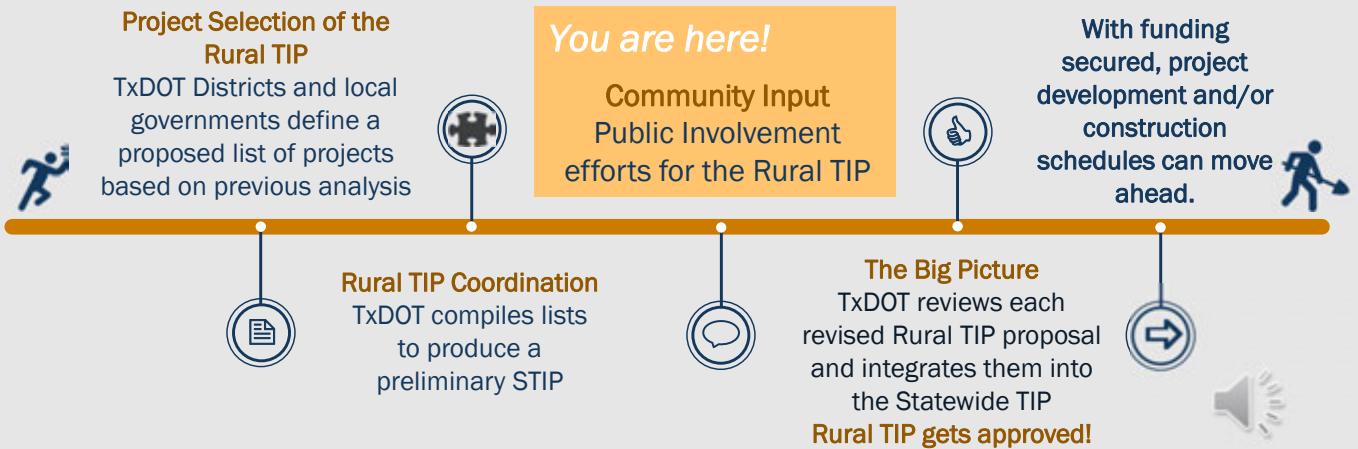 Project Selection of the
Rural TIP
TxDOT Districts and local
governments define a
proposed list of projects
based on previous analysis
Rural TIP Coordination
TxDOT compiles lists
to produce a
preliminary STIP
You are here!
Community Input
Public Involvement
efforts for the Rural TIP
The Big Picture
TxDOT reviews each
revised Rural TIP proposal
and integrates them into
the Statewide TIP
Rural TIP gets approved!
With funding
secured, project
development and/or
construction
schedules can move
ahead.